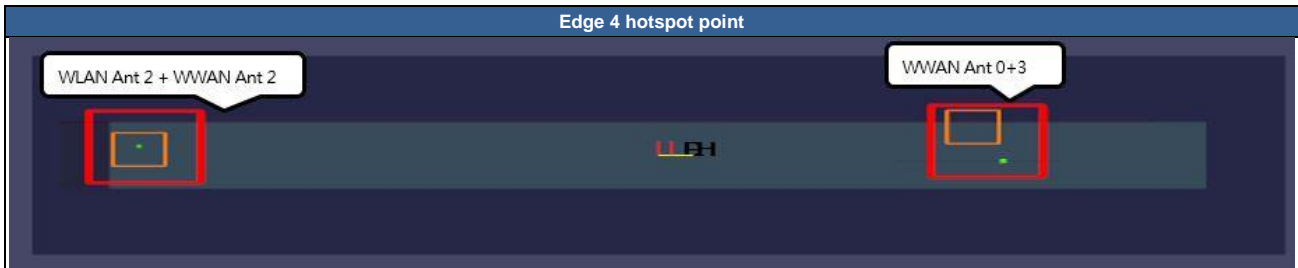 Edge 4 hotspot point
WLAN Ant 2 + WWAN Ant 2
WWAN Ant 0+3